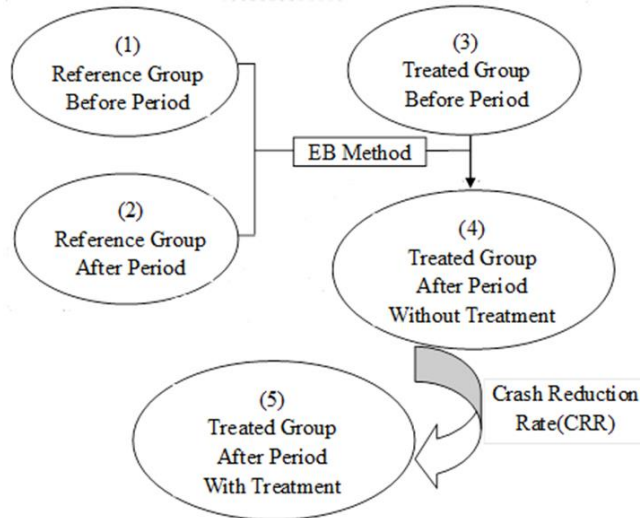 (1)
Reference Group
Before Period
(3)
Treated Group
Before Period
EB Method
(2)
Reference Group
After Period
(4)
Treated Group
After Period
Without Treatment
Crash Reduction
Rate(CRR)
(5)
Treated Group
After Period
With Treatment